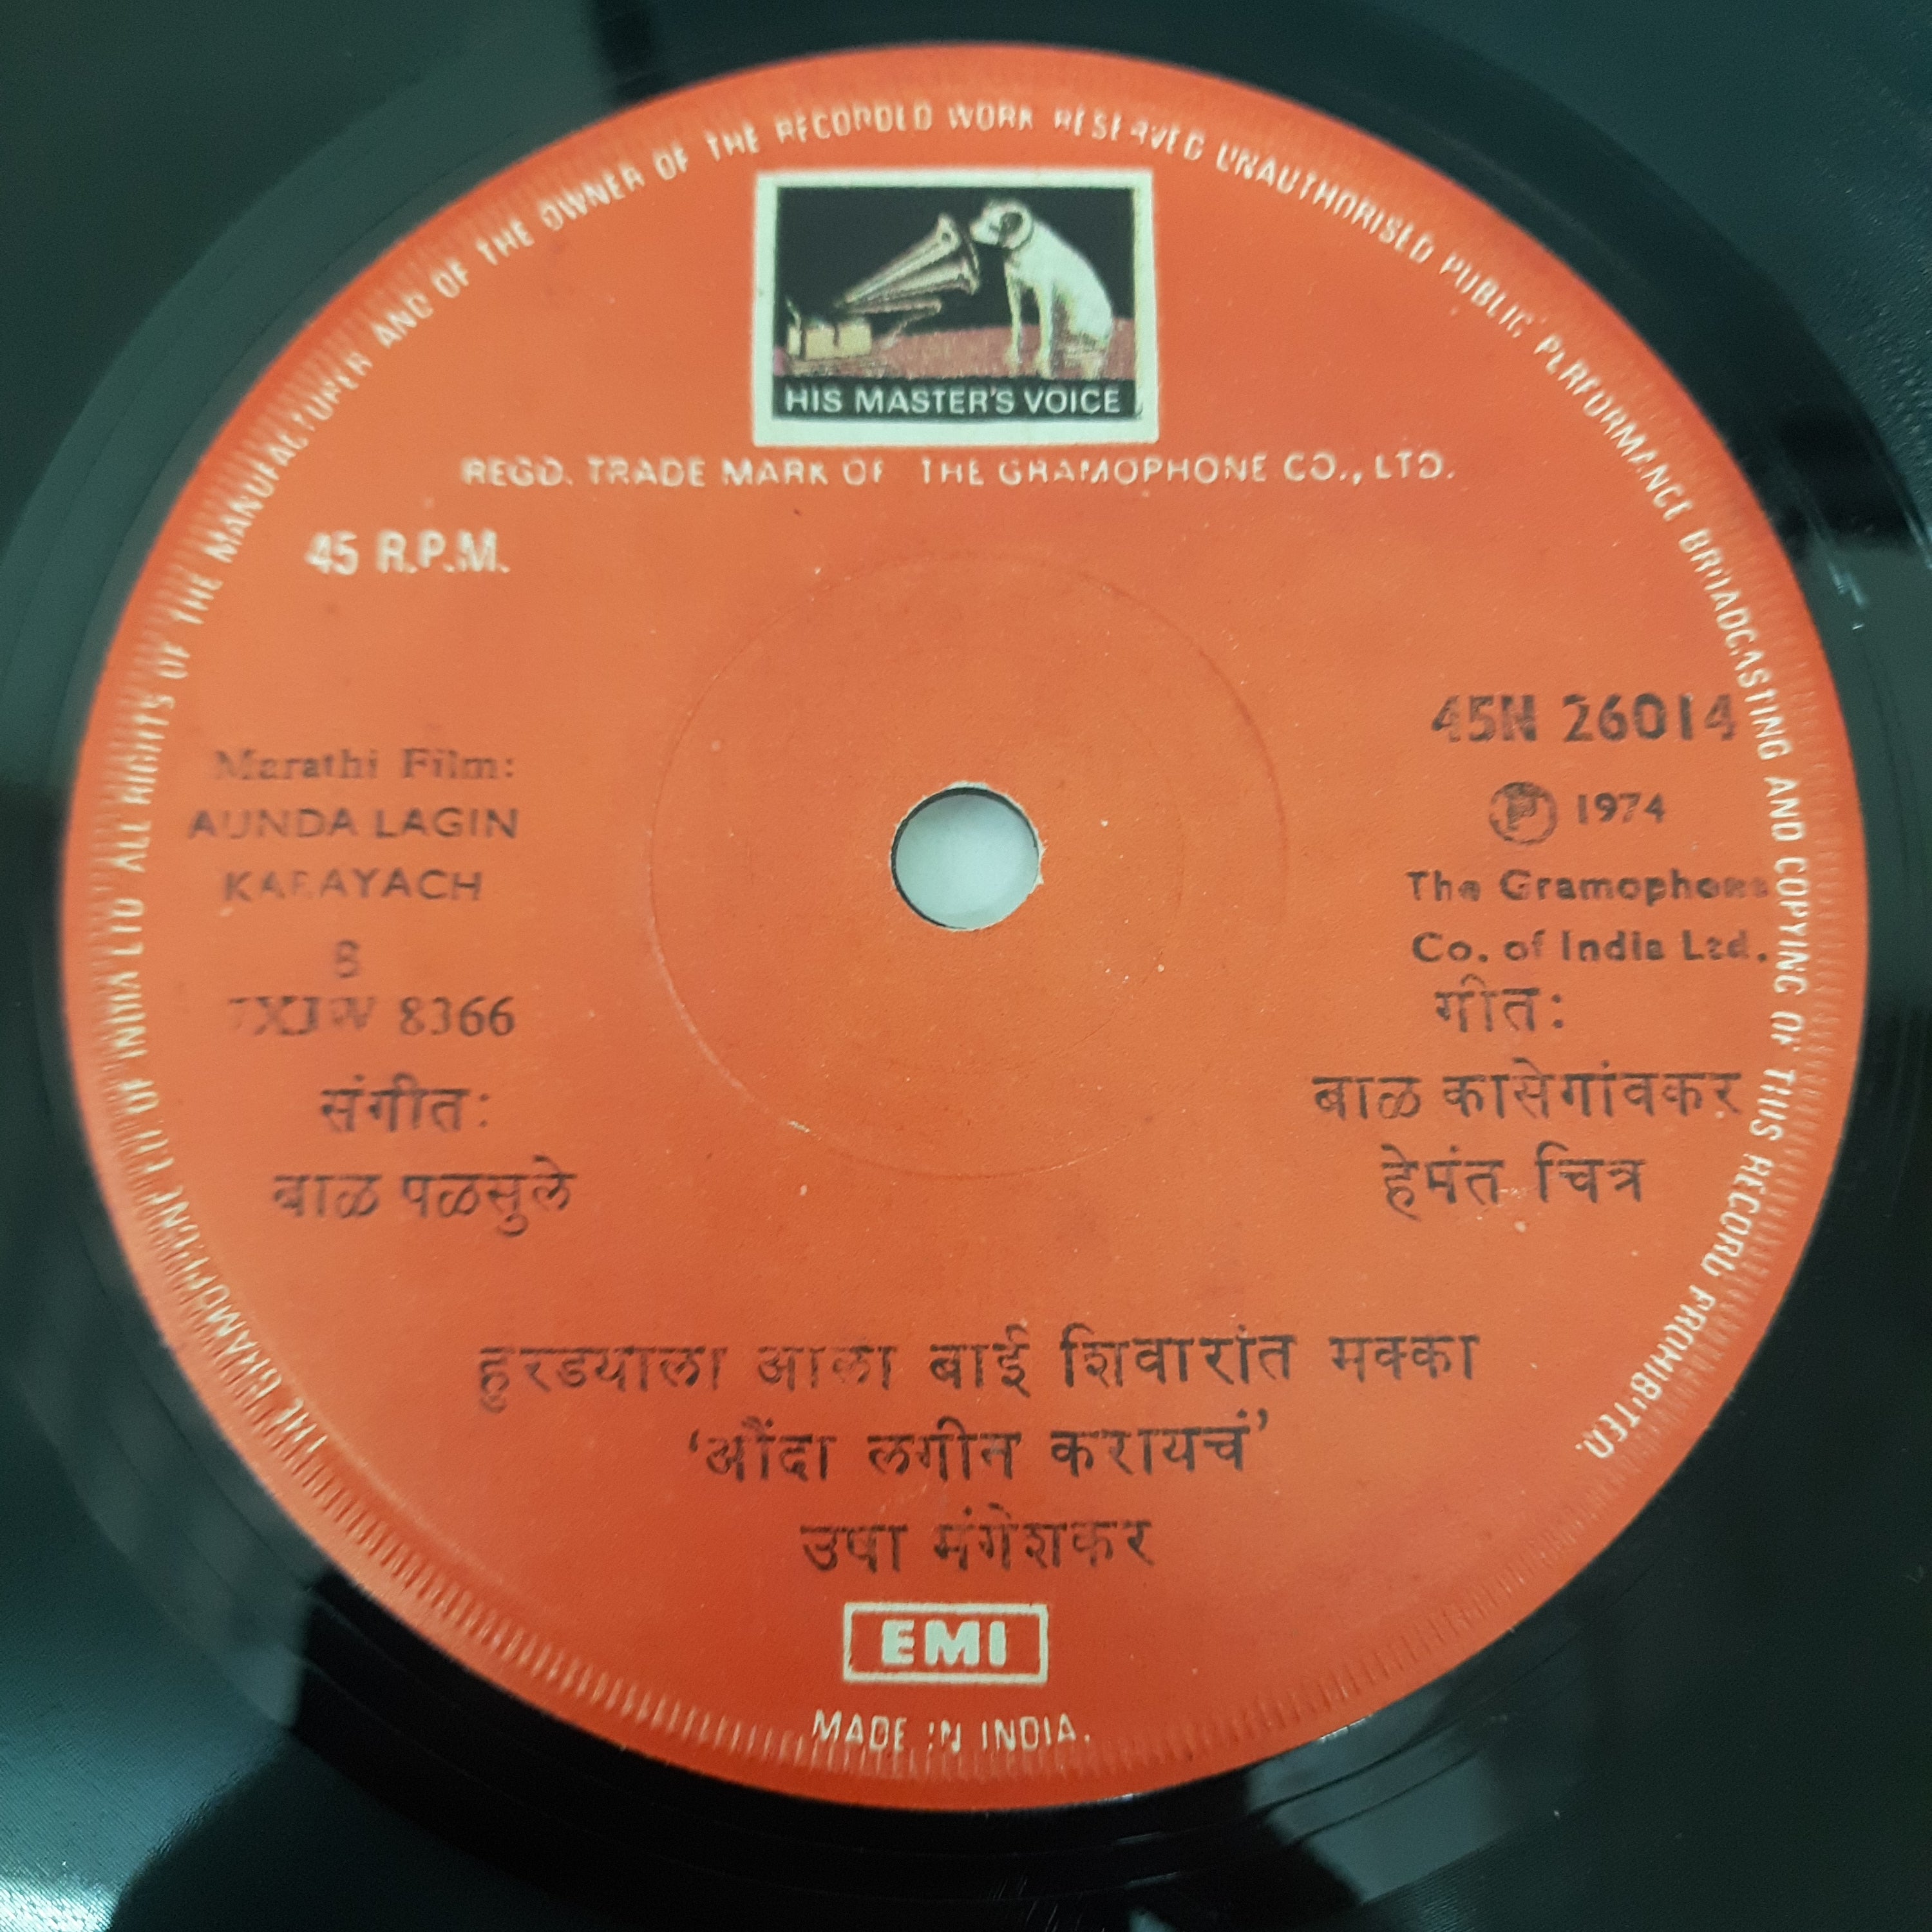 THE GRAMOPHONE CO. OF INDIA LTD ALL RIGHTS OF THE MANUFACTURER AND OF THE OWNER OF THE RECORDED WORK RESERVED UNAUTHORISED PUBLIC PERFORMANCE BROADCASTING AND COPYING OF THIS RECORD PROHIBITED.
HIS MASTER'S VOICE
REGD. TRADE MARK OF THE GRAMOPHONE CO., LTD.
45 R.P.M.
45N 26014
Ⓟ 1974
The Gramophone
Co. of India Ltd.
Marathi Film:
AUNDA LAGIN
KARAYACH
B
7XJW 8366
संगीत:
बाळ पळसुले
गीत:
बाळ कासेगांवकर
हेमंत चित्र
हुरडयाला आला बाई शिवारांत मक्का
‘औंदा लगीन करायचं’
उषा मंगेशकर
EMI
MADE IN INDIA.